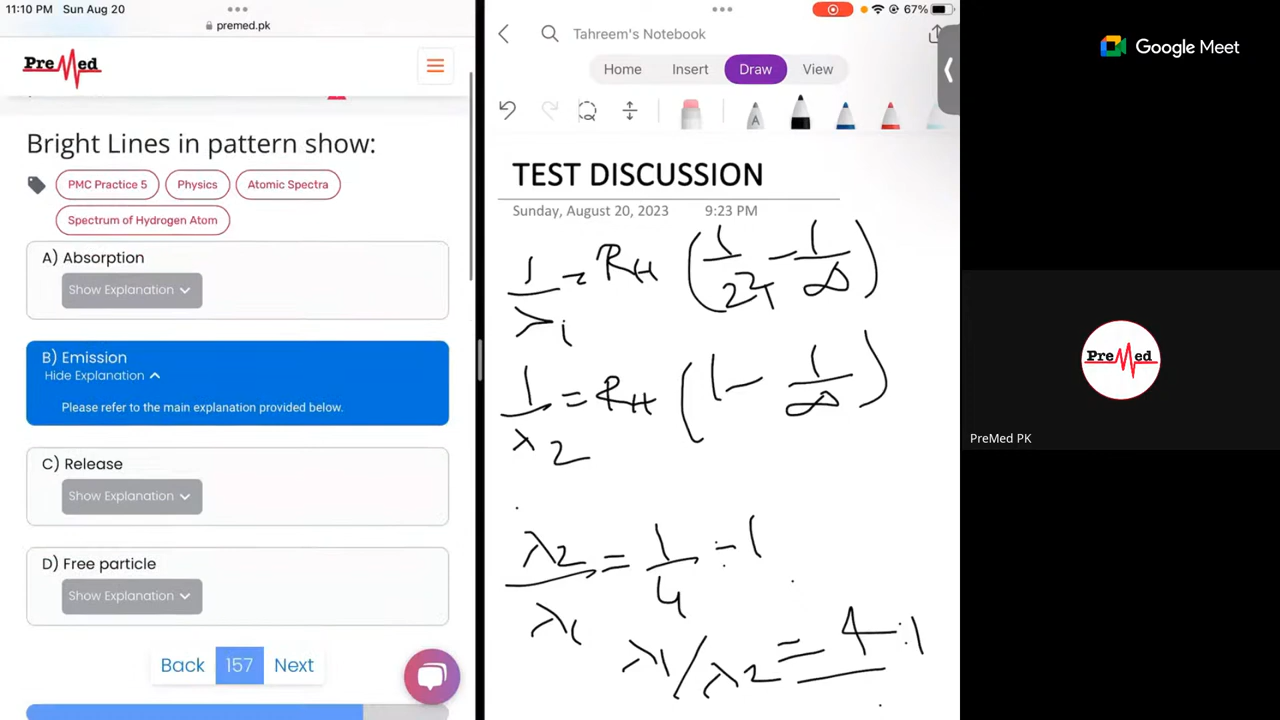 11:10 PM Sun Aug 20
premed.pk
67%
PreMed
Bright Lines in pattern show:
PMC Practice 5
Physics
Atomic Spectra
Spectrum of Hydrogen Atom
A) Absorption
Show Explanation
B) Emission
Hide Explanation
Please refer to the main explanation provided below.
C) Release
Show Explanation
D) Free particle
Show Explanation
Back
157
Next
Tahreem's Notebook
Home
Insert
Draw
View
A
TEST DISCUSSION
Sunday, August 20, 2023
9:23 PM
1/λ1 = RH (1/2² - 1/∞)
1/λ2 = RH (1 - 1/∞)
λ2/λ1 = 1/4 ÷ 1
λ1/λ2 = 4:1
Google Meet
PreMed
PreMed PK